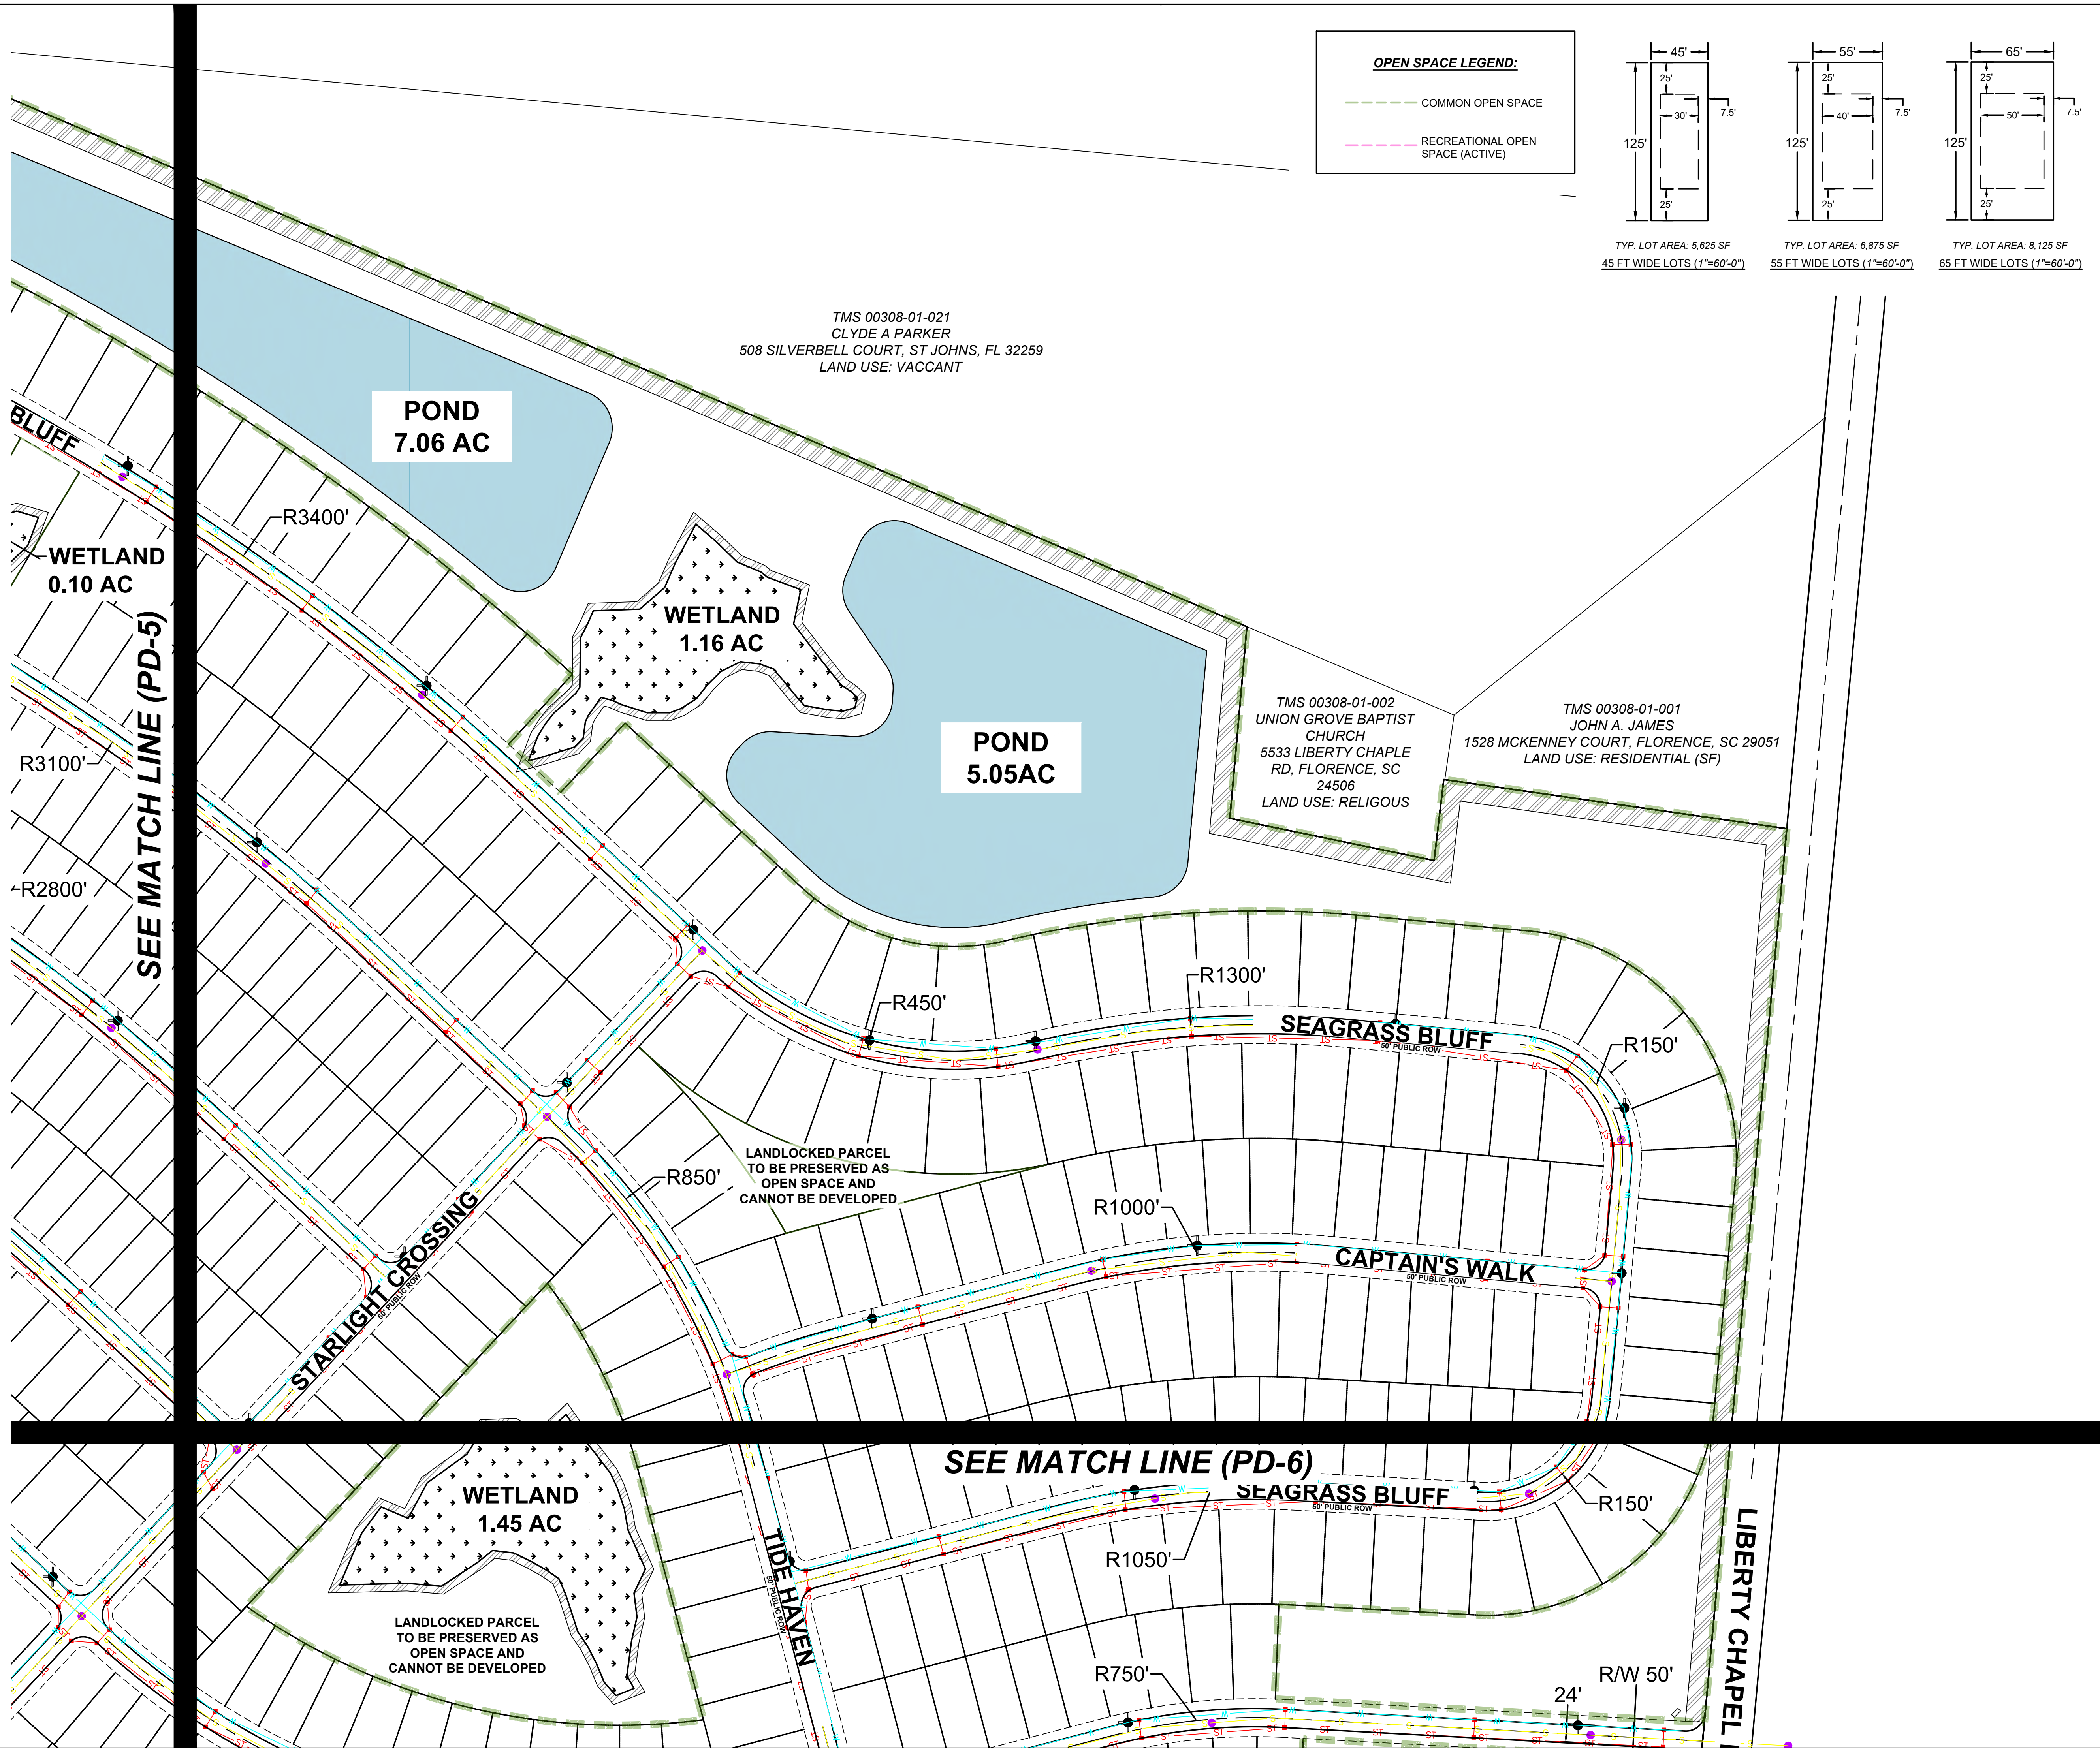 OPEN SPACE LEGEND:
COMMON OPEN SPACE
RECREATIONAL OPEN
SPACE (ACTIVE)
45'
25'
125'
30'
7.5'
25'
TYP. LOT AREA: 5,625 SF
45 FT WIDE LOTS (1"=60'-0")
55'
25'
125'
40'
7.5'
25'
TYP. LOT AREA: 6,875 SF
55 FT WIDE LOTS (1"=60'-0")
65'
25'
125'
50'
7.5'
25'
TYP. LOT AREA: 8,125 SF
65 FT WIDE LOTS (1"=60'-0")
TMS 00308-01-021
CLYDE A PARKER
508 SILVERBELL COURT, ST JOHNS, FL 32259
LAND USE: VACCANT
POND
7.06 AC
BLUFF
R3400'
WETLAND
0.10 AC
SEE MATCH LINE (PD-5)
WETLAND
1.16 AC
POND
5.05AC
TMS 00308-01-002
UNION GROVE BAPTIST
CHURCH
5533 LIBERTY CHAPLE
RD, FLORENCE, SC
24506
LAND USE: RELIGOUS
TMS 00308-01-001
JOHN A. JAMES
1528 MCKENNEY COURT, FLORENCE, SC 29051
LAND USE: RESIDENTIAL (SF)
R3100'
R2800'
R450'
R1300'
SEAGRASS BLUFF
50' PUBLIC ROW
R150'
LANDLOCKED PARCEL
TO BE PRESERVED AS
OPEN SPACE AND
CANNOT BE DEVELOPED
R850'
R1000'
CAPTAIN'S WALK
50' PUBLIC ROW
STARLIGHT CROSSING
50' PUBLIC ROW
SEE MATCH LINE (PD-6)
WETLAND
1.45 AC
SEAGRASS BLUFF
50' PUBLIC ROW
R150'
R1050'
TIDE HAVEN
50' PUBLIC ROW
LANDLOCKED PARCEL
TO BE PRESERVED AS
OPEN SPACE AND
CANNOT BE DEVELOPED
R750'
24'
R/W 50'
LIBERTY CHAPEL